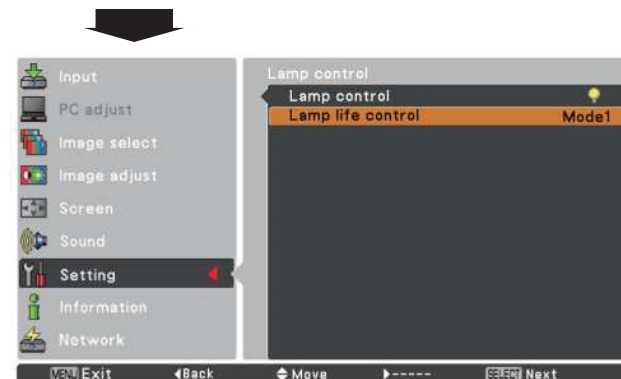 Input
PC adjust
Image select
Image adjust
Screen
Sound
Setting
Information
Network
Lamp control
Lamp control
Lamp life control Mode1
MENU Exit ◀Back Move ▶----- SELECT Next